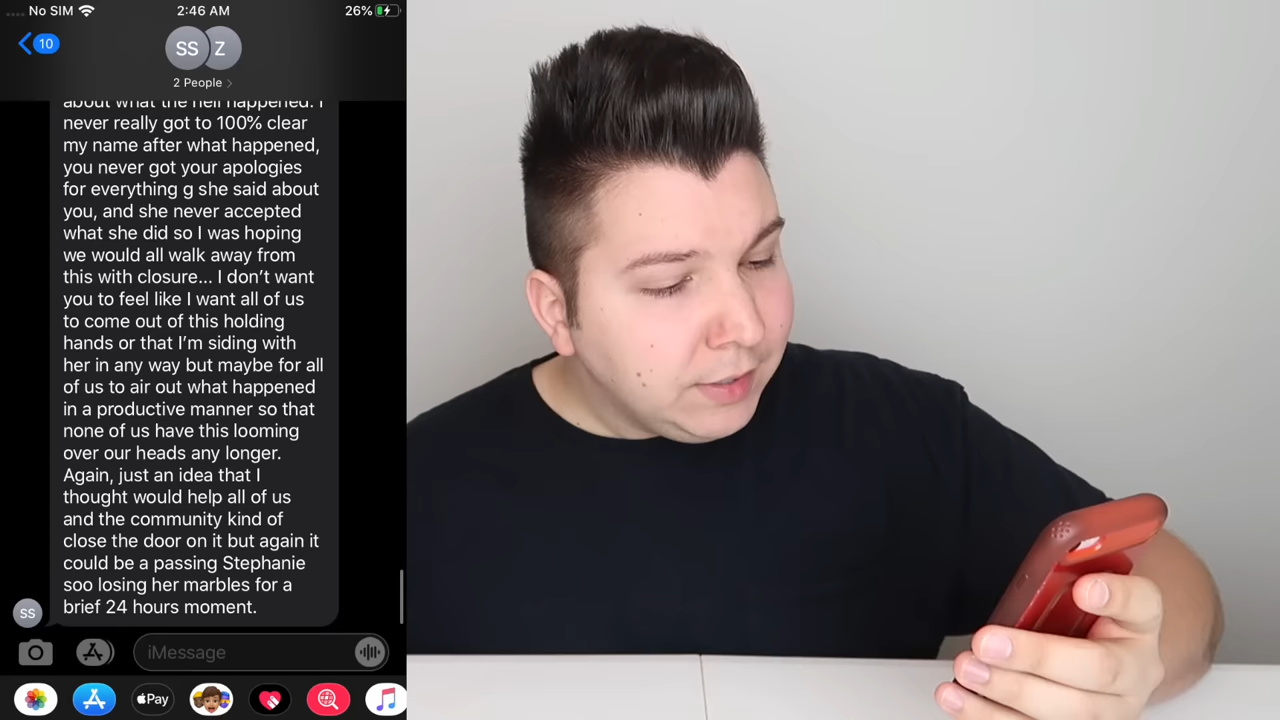 No SIM
2:46 AM
26%
10
SS
Z
2 People
about what the hell happened. I
never really got to 100% clear
my name after what happened,
you never got your apologies
for everything g she said about
you, and she never accepted
what she did so I was hoping
we would all walk away from
this with closure... I don't want
you to feel like I want all of us
to come out of this holding
hands or that I'm siding with
her in any way but maybe for all
of us to air out what happened
in a productive manner so that
none of us have this looming
over our heads any longer.
Again, just an idea that I
thought would help all of us
and the community kind of
close the door on it but again it
could be a passing Stephanie
soo losing her marbles for a
brief 24 hours moment.
SS
iMessage
Pay